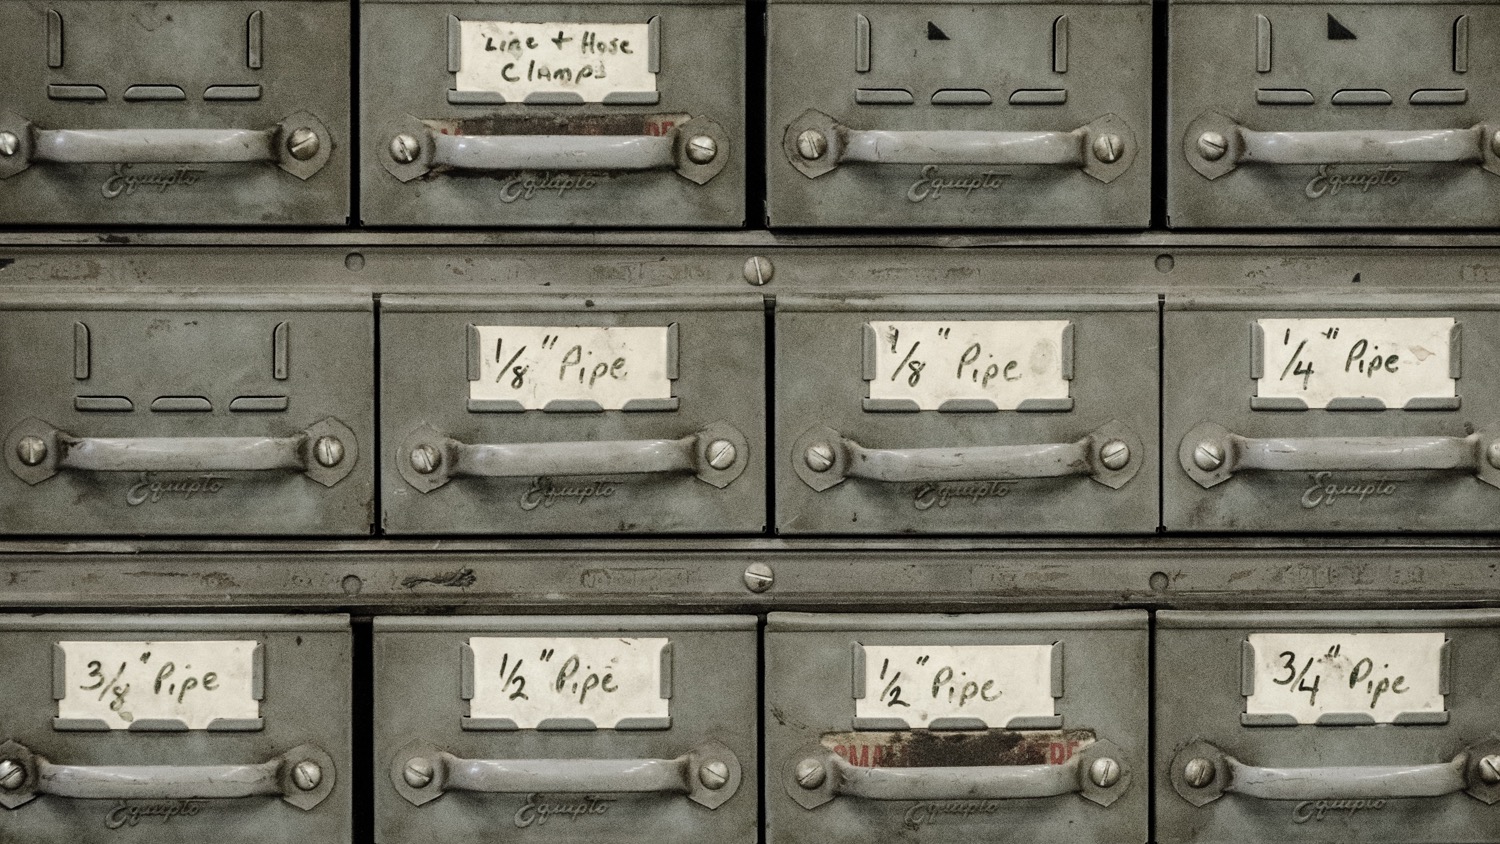 Line + Hose
Clamps
Equipto
Equipto
Equipto
Equipto
1/8" Pipe
1/8" Pipe
1/4" Pipe
Equipto
Equipto
Equipto
Equipto
3/8" Pipe
1/2" Pipe
1/2" Pipe
3/4" Pipe
Equipto
Equipto
Equipto
Equipto